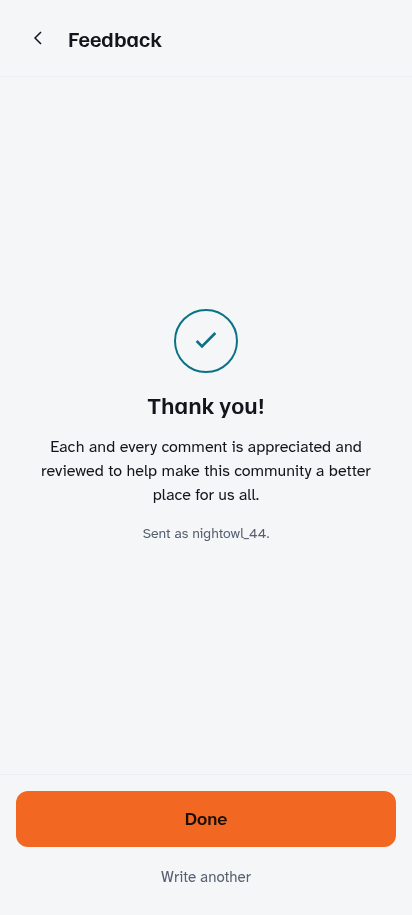 Feedback
Thank you!
Each and every comment is appreciated and
reviewed to help make this community a better
place for us all.
Sent as nightowl_44.
Done
Write another